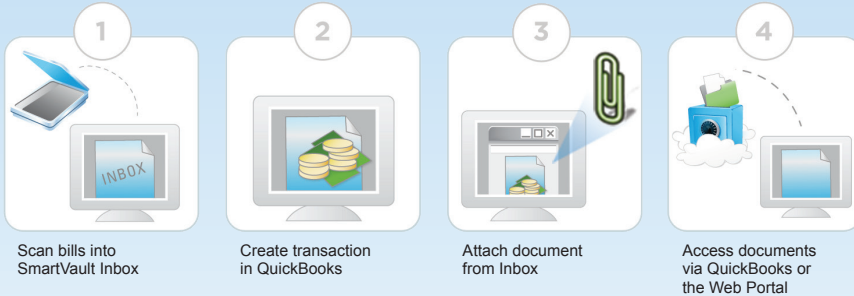 1
2
3
4
INBOX
Scan bills into
SmartVault Inbox
Create transaction
in QuickBooks
Attach document
from Inbox
Access documents
via QuickBooks or
the Web Portal